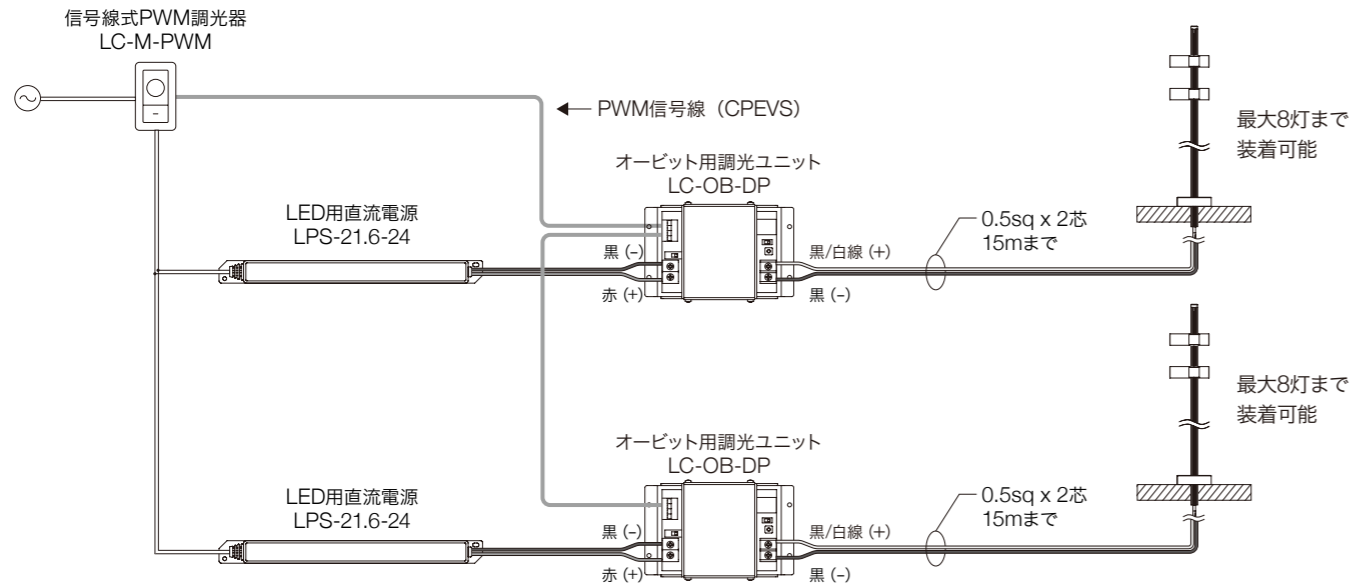 信号線式PWM調光器
LC-M-PWM
PWM信号線（CPEVS）
最大8灯まで
装着可能
オービット用調光ユニット
LC-OB-DP
LED用直流電源
LPS-21.6-24
黒 (−)
赤 (+)
黒/白線 (+)
黒 (−)
0.5sq x 2芯
15mまで
最大8灯まで
装着可能
オービット用調光ユニット
LC-OB-DP
LED用直流電源
LPS-21.6-24
黒 (−)
赤 (+)
黒/白線 (+)
黒 (−)
0.5sq x 2芯
15mまで